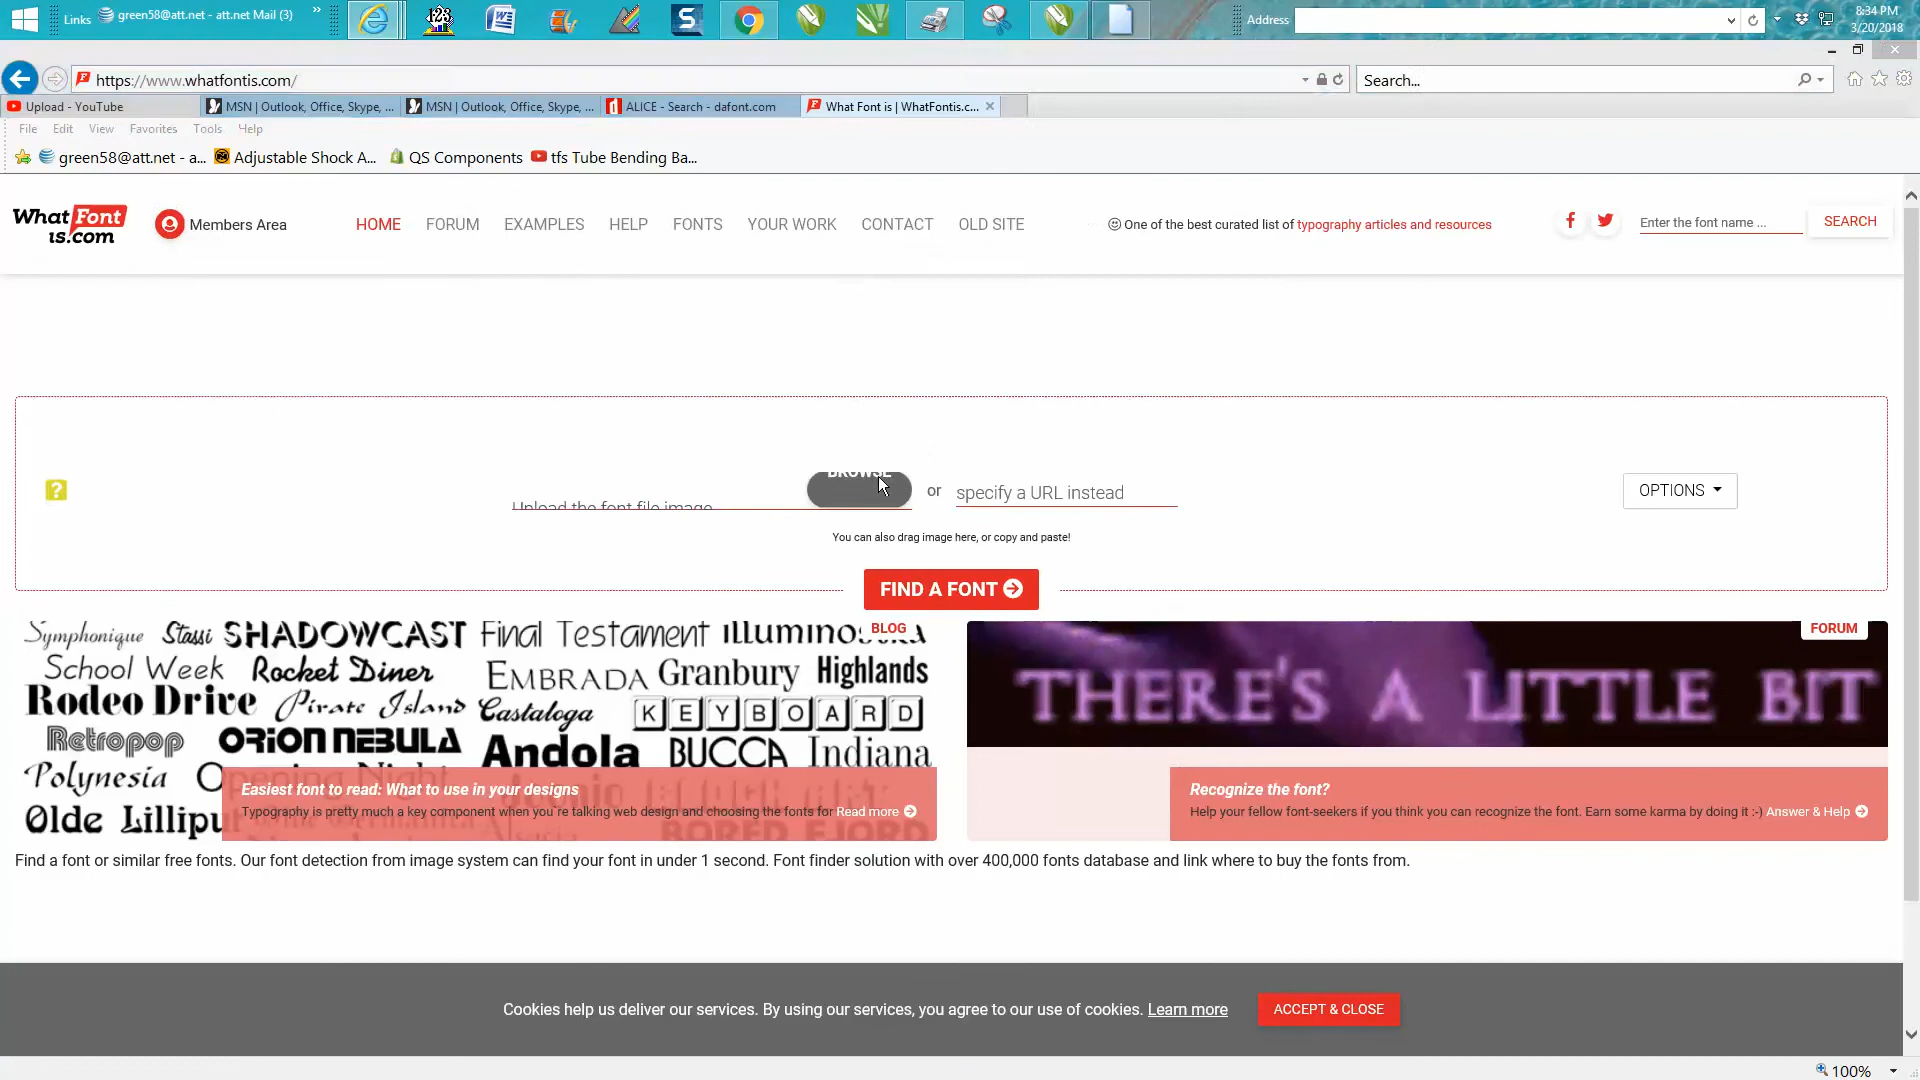 Links green58@att.net - att.net Mail (3) »
Address
8:34 PM
3/20/2018
https://www.whatfontis.com/
Search...
Upload - YouTube
MSN | Outlook, Office, Skype, ...
MSN | Outlook, Office, Skype, ...
ALICE - Search - dafont.com
What Font is | WhatFontis.c...
File Edit View Favorites Tools Help
green58@att.net - a... Adjustable Shock A... QS Components tfs Tube Bending Ba...
What Font is.com
Members Area
HOME FORUM EXAMPLES HELP FONTS YOUR WORK CONTACT OLD SITE
One of the best curated list of typography articles and resources
Enter the font name ...
SEARCH
BROWSE
Upload the font file image
or
specify a URL instead
OPTIONS
You can also drag image here, or copy and paste!
FIND A FONT
Symphonique Stassi SHADOWCAST Final Testament
BLOG
School Week Rocket Diner EMBRADA Granbury Highlands
Rodeo Drive Pirate Island Castaloga KEYBOARD
Retropop ORION NEBULA Andola BUCCA Indiana
Polynesia Opening Night
Olde Lilliput
Easiest font to read: What to use in your designs
Typography is pretty much a key component when you're talking web design and choosing the fonts for Read more
FORUM
THERE'S A LITTLE BIT
Recognize the font?
Help your fellow font-seekers if you think you can recognize the font. Earn some karma by doing it :-) Answer & Help
Find a font or similar free fonts. Our font detection from image system can find your font in under 1 second. Font finder solution with over 400,000 fonts database and link where to buy the fonts from.
Cookies help us deliver our services. By using our services, you agree to our use of cookies. Learn more
ACCEPT & CLOSE
100%